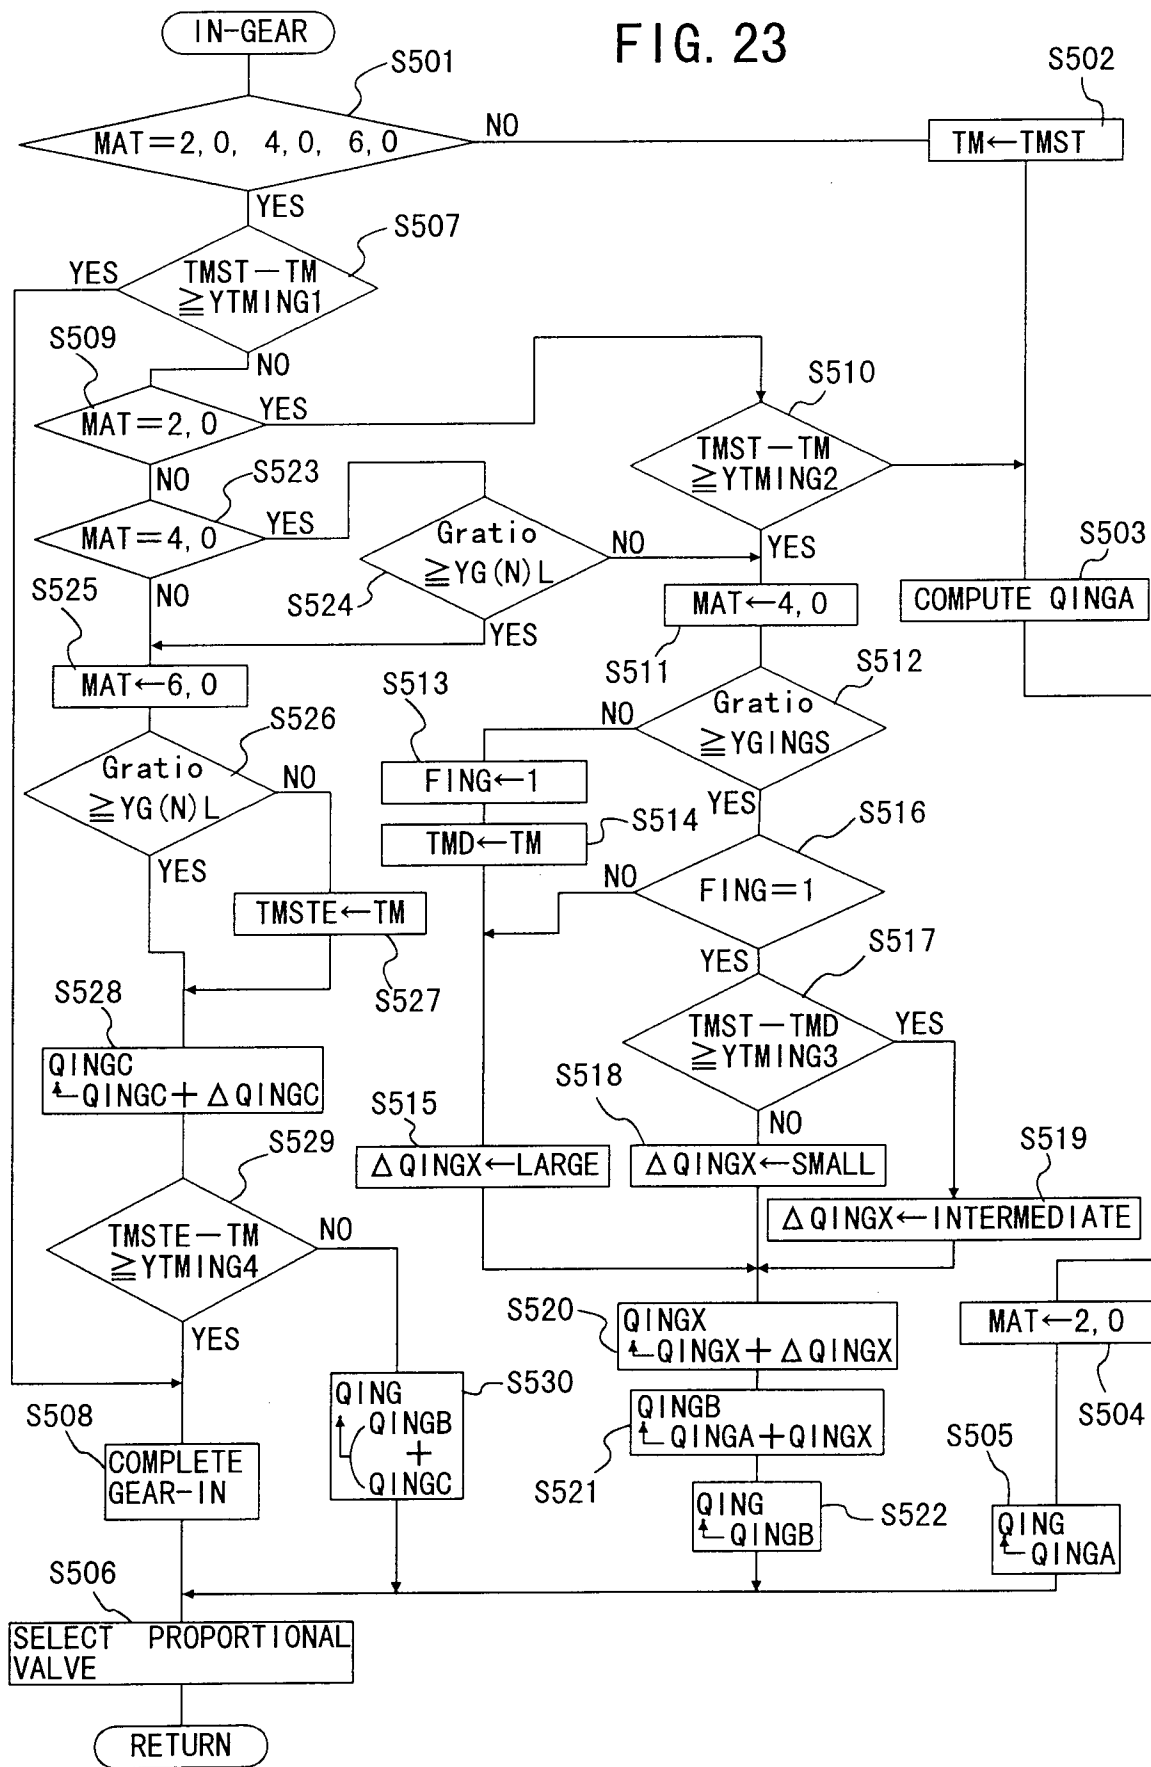 IN-GEAR
FIG. 23
S501
S502
MAT=2,0, 4,0, 6,0
NO
TM←TMST
YES
S507
YES
TMST-TM
≧YTMING1
NO
S509
MAT=2,0
YES
S510
TMST-TM
≧YTMING2
YES
NO
S523
MAT=4,0
YES
S524
Gratio
≧YG(N)L
NO
YES
NO
S503
COMPUTE QINGA
S525
MAT←6,0
MAT←4,0
S511
S512
Gratio
≧YGINGS
NO
YES
S513
FING←1
S514
TMD←TM
S526
Gratio
≧YG(N)L
NO
YES
TMSTE←TM
S527
S516
FING=1
NO
YES
S517
TMST-TMD
≧YTMING3
YES
NO
S528
QINGC
QINGC+ΔQINGC
S515
ΔQINGX←LARGE
S518
ΔQINGX←SMALL
S519
ΔQINGX←INTERMEDIATE
S529
TMSTE-TM
≧YTMING4
NO
YES
S520
QINGX
QINGX+ΔQINGX
MAT←2,0
S504
S530
QING
QINGB
+
QINGC
QINGB
QINGA+QINGX
S521
S508
COMPLETE
GEAR-IN
QING
QINGB
S522
S505
QING
QINGA
S506
SELECT PROPORTIONAL
VALVE
RETURN